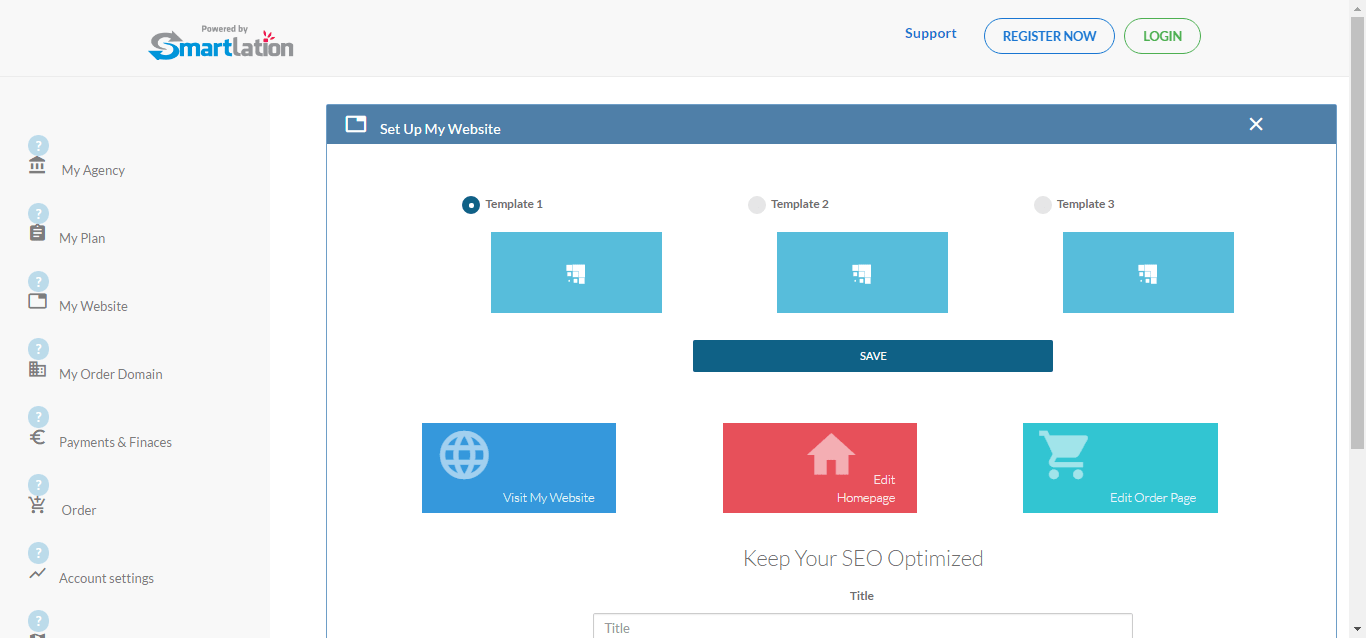 Powered by
Smartlation
Support
REGISTER NOW
LOGIN
?
My Agency
?
My Plan
?
My Website
?
My Order Domain
?
€
Payments & Finaces
?
Order
?
Account settings
?
Set Up My Website
Template 1
Template 2
Template 3
SAVE
Visit My Website
Edit
Homepage
Edit Order Page
Keep Your SEO Optimized
Title
Title